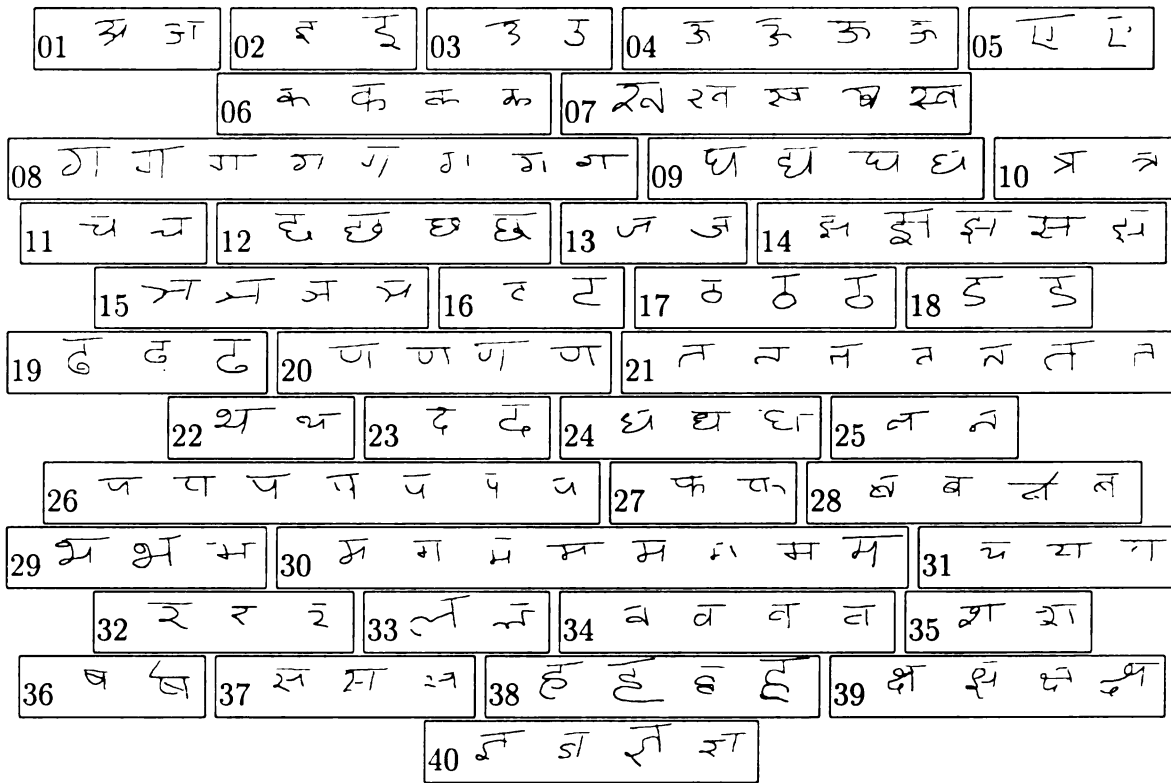 01 अ अ 02 इ इ 03 उ उ 04 ऊ ऊ ऊ ऊ 05 ए ए
06 क क क क 07 ख ख ख ख ख
08 ग ग ग ग ग ग ग ग 09 घ घ घ घ 10 ञ ञ
11 च च 12 छ छ छ छ 13 ज ज 14 झ झ झ झ झ
15 ञ ञ ञ ञ 16 ट ट 17 ठ ठ ठ 18 ड ड
19 ढ ढ ढ 20 ण ण ण ण 21 त त त त त त त
22 थ थ 23 द द 24 ध ध ध 25 न न
26 प प प प प प प 27 फ फ 28 ब ब ब ब
29 भ भ भ 30 म म म म म म म म 31 य य य
32 र र र 33 ल ल 34 व व व व 35 श श
36 ष ष 37 स स स 38 ह ह ह ह 39 क्ष क्ष क्ष क्ष
40 ज्ञ ज्ञ ज्ञ ज्ञ